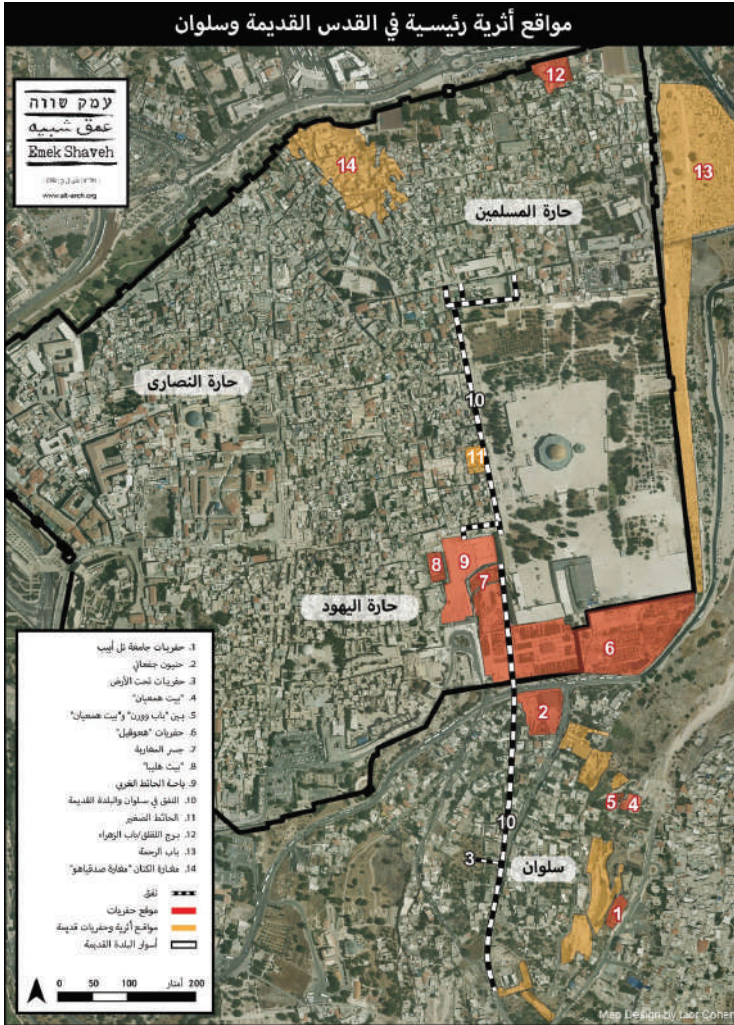 مواقع أثرية رئيسية في القدس القديمة وسلوان
עמק שווה
عمق شبيه
Emek Shaveh
www.alt-arch.org
12
14
13
حارة المسلمين
حارة النصارى
10
11
9
8
7
حارة اليهود
6
2
5
4
10
3
سلوان
1
1. حفريات جامعة تل أبيب
2. حنيون جفعاتي
3. حفريات تحت الأرض
4. "بيت همعيان"
5. بين "باب وورن" و"بيت همعيان"
6. حفريات "هعوفيل"
7. جسر المغاربة
8. "بيت هليبا"
9. باحة الحائط الغربي
10. النفق في سلوان والبلدة القديمة
11. الحائط الصغير
12. برج اللقلق/باب الزهراء
13. باب الرحمة
14. مغارة الكتان "مغارة صدقياهو"
نفق
موقع حفريات
مواقع أثرية وحفريات قديمة
أسوار البلدة القديمة
0 50 100 أمتار 200
Map Design by Lior Cohen